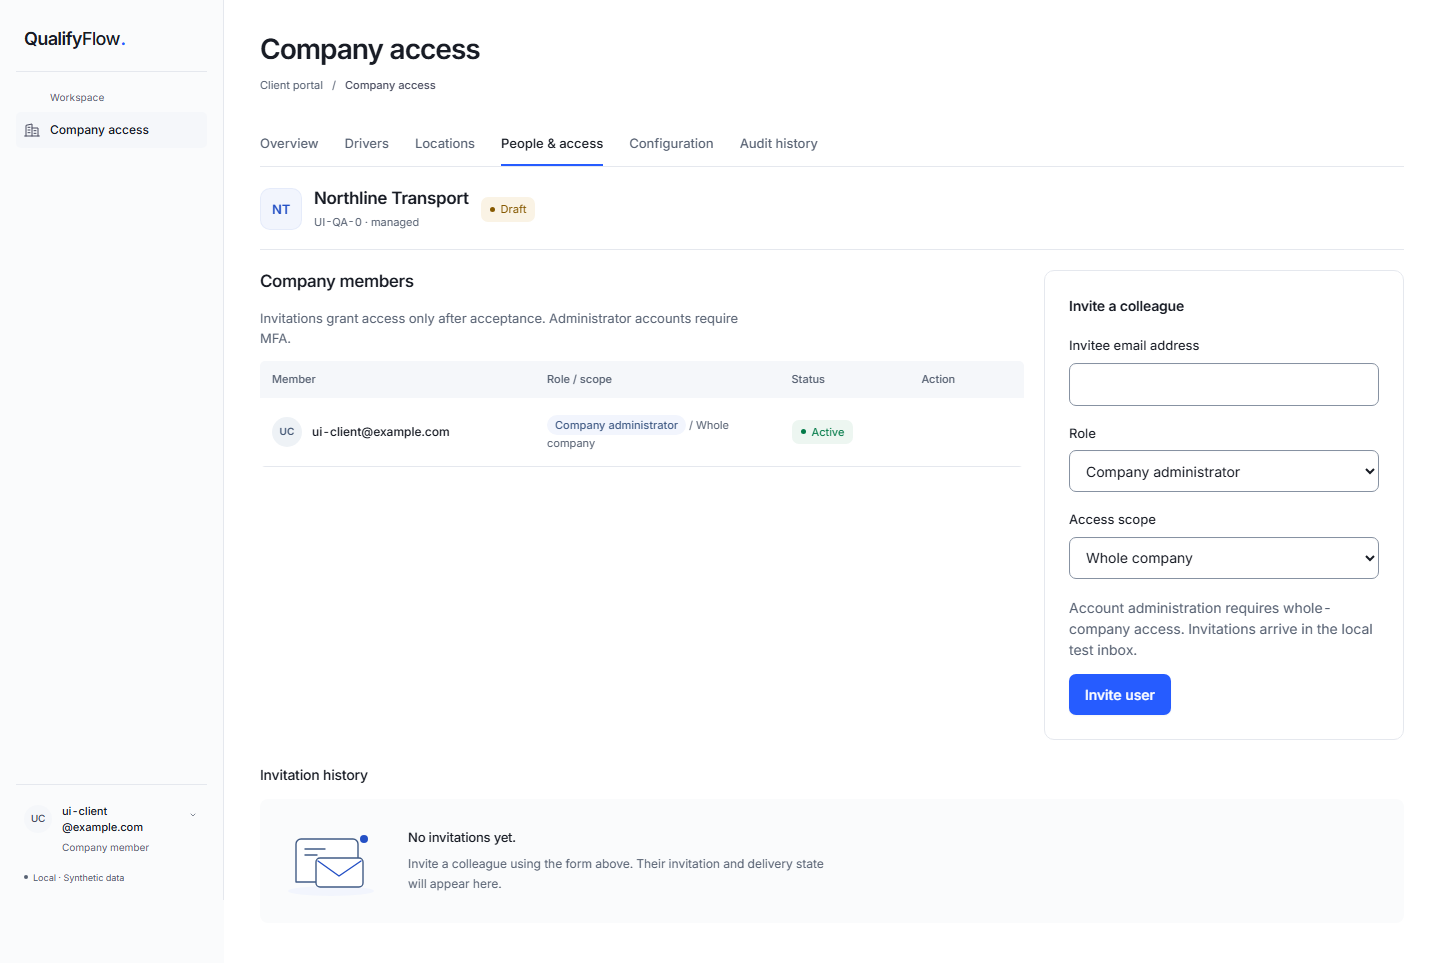 QualifyFlow.
Workspace
Company access
Company access
Client portal / Company access
Overview Drivers Locations People & access Configuration Audit history
NT
Northline Transport
UI-QA-0 · managed
Draft
Company members
Invitations grant access only after acceptance. Administrator accounts require
MFA.
Member Role / scope Status Action
UC ui-client@example.com Company administrator / Whole
company
Active
Invite a colleague
Invitee email address
Role
Company administrator
Access scope
Whole company
Account administration requires whole-
company access. Invitations arrive in the local
test inbox.
Invite user
Invitation history
No invitations yet.
Invite a colleague using the form above. Their invitation and delivery state
will appear here.
UC
ui-client
@example.com
Company member
Local · Synthetic data